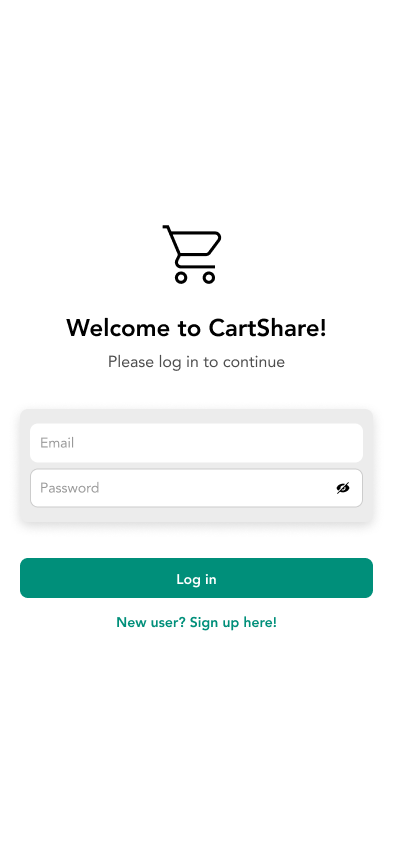 Welcome to CartShare!
Please log in to continue
Email
Password
Log in
New user? Sign up here!